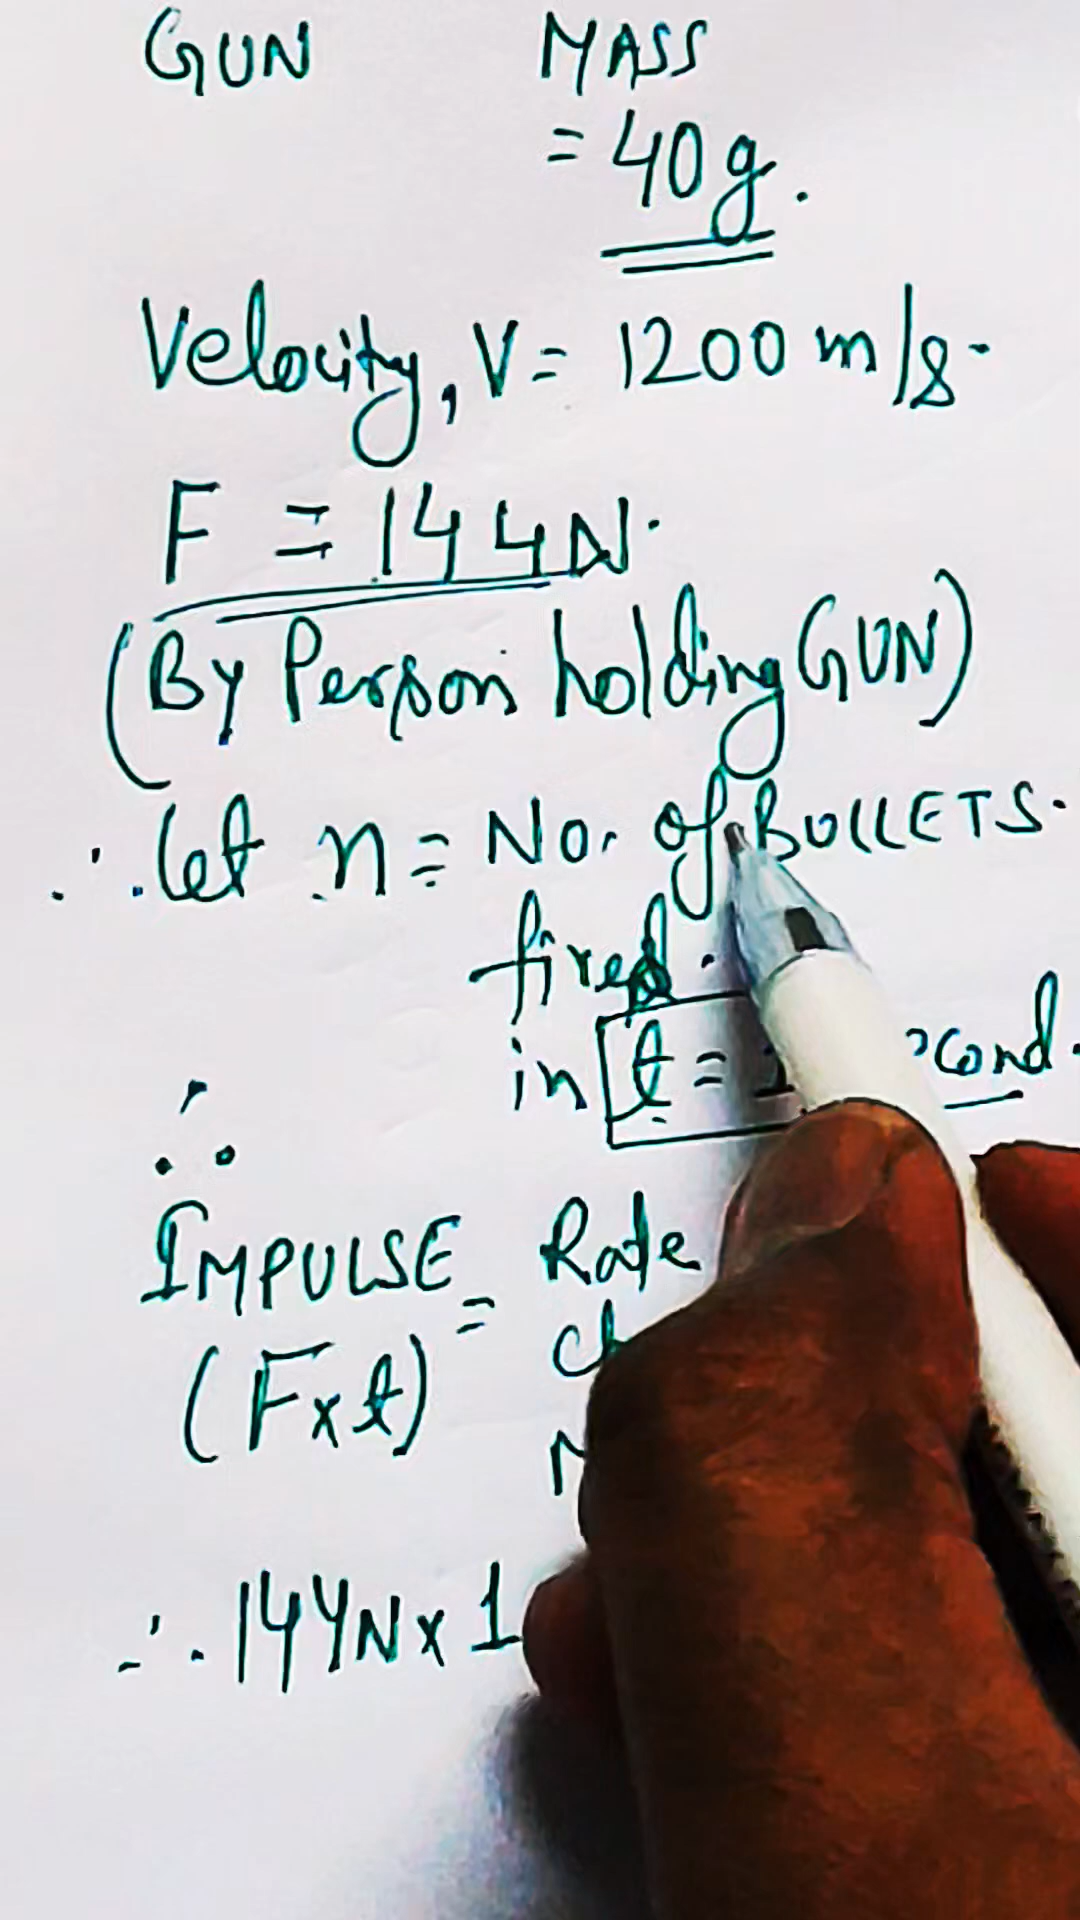 GUN MASS
= 40g.
Velocity, V = 1200 m/s.
F = 144N.
(By Person holding GUN)
∴ Let n = No. of BULLETS.
fired.
in t = 1
∴
IMPULSE = Rate
(F x t)
∴ 144N x 1